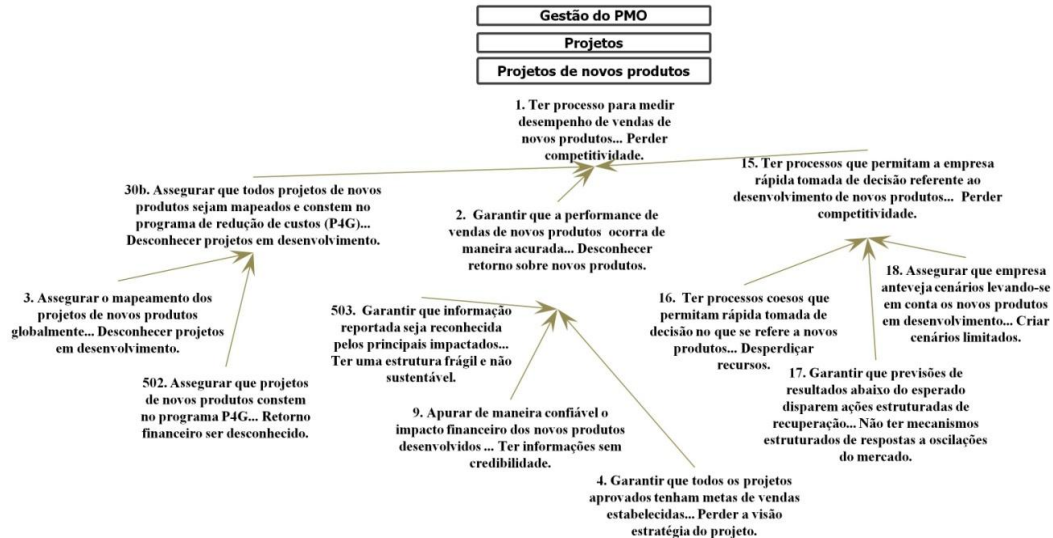 Gestão do PMO
Projetos
Projetos de novos produtos
1. Ter processo para medir
desempenho de vendas de
novos produtos... Perder
competitividade.
30b. Assegurar que todos projetos de novos
produtos sejam mapeados e constem no
programa de redução de custos (P4G)...
Desconhecer projetos em desenvolvimento.
2. Garantir que a performance de
vendas de novos produtos ocorra de
maneira acurada... Desconhecer
retorno sobre novos produtos.
15. Ter processos que permitam a empresa
rápida tomada de decisão referente ao
desenvolvimento de novos produtos... Perder
competitividade.
3. Assegurar o mapeamento dos
projetos de novos produtos
globalmente... Desconhecer projetos
em desenvolvimento.
502. Assegurar que projetos
de novos produtos constem
no programa P4G... Retorno
financeiro ser desconhecido.
503. Garantir que informação
reportada seja reconhecida
pelos principais impactados...
Ter uma estrutura frágil e não
sustentável.
9. Apurar de maneira confiável o
impacto financeiro dos novos produtos
desenvolvidos ... Ter informações sem
credibilidade.
4. Garantir que todos os projetos
aprovados tenham metas de vendas
estabelecidas... Perder a visão
estratégia do projeto.
16. Ter processos coesos que
permitam rápida tomada de
decisão no que se refere a novos
produtos... Desperdiçar
recursos.
17. Garantir que previsões de
resultados abaixo do esperado
disparem ações estruturadas de
recuperação... Não ter mecanismos
estruturados de respostas a oscilações
do mercado.
18. Assegurar que empresa
anteveja cenários levando-se
em conta os novos produtos
em desenvolvimento... Criar
cenários limitados.